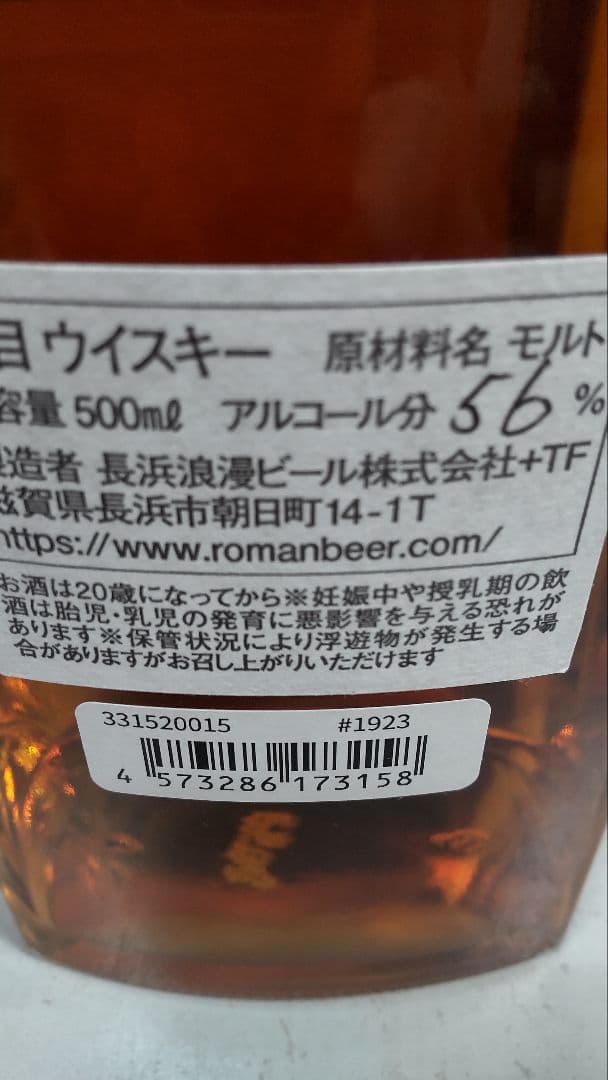 目ウイスキー 原材料名 モルト
容量 500ml アルコール分 56 %
造者 長浜浪漫ビール株式会社+TF
滋賀県長浜市朝日町14-1T
https://www.romanbeer.com/
お酒は20歳になってから※妊娠中や授乳期の飲
酒は胎児・乳児の発育に悪影響を与える恐れが
あります※保管状況により浮遊物が発生する場
合がありますがお召し上がりいただけます
331520015 #1923
4 573286 173158